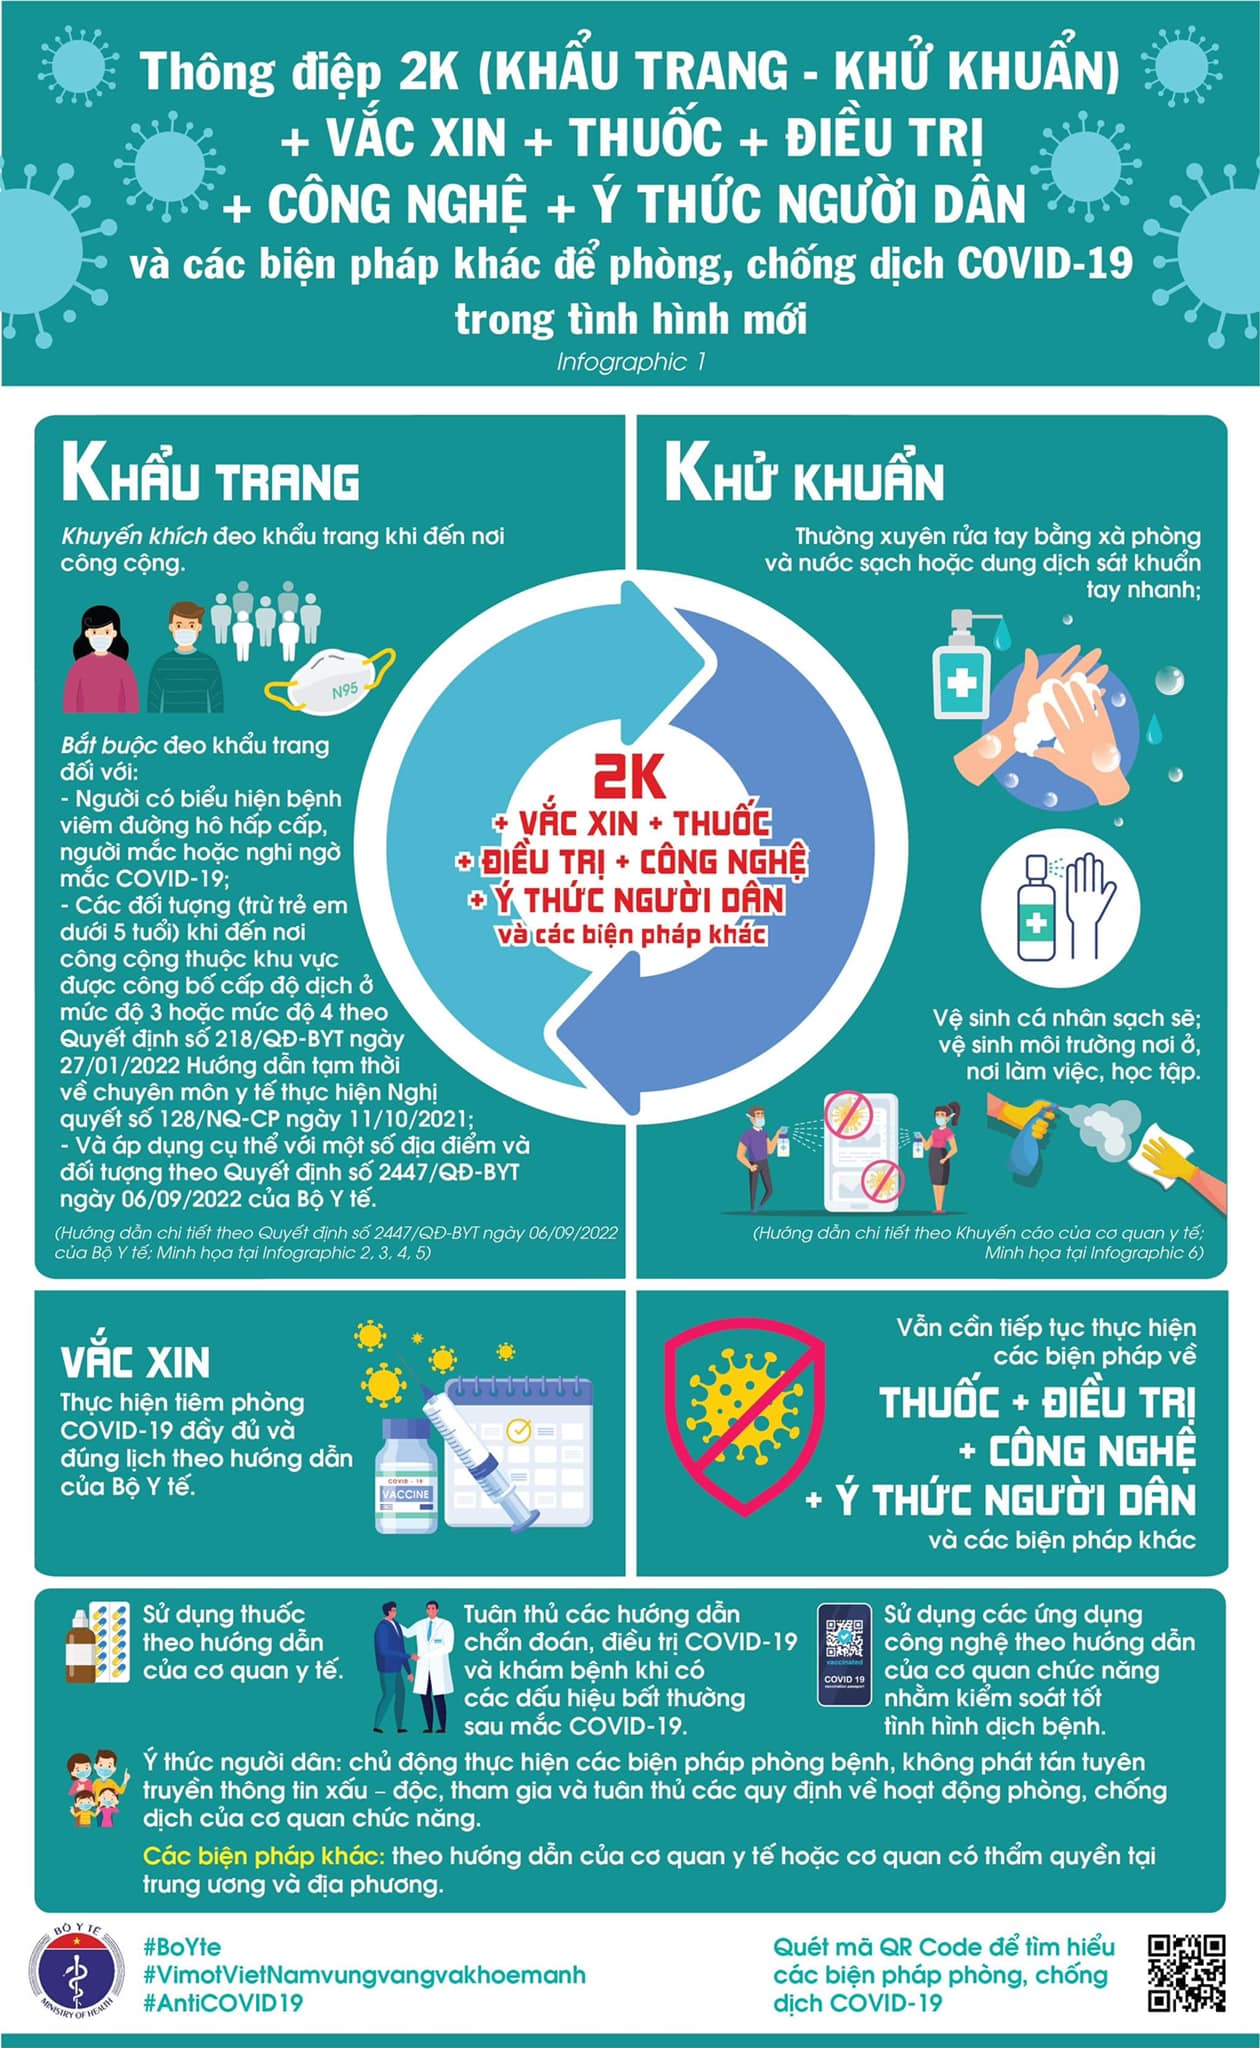 Thông điệp 2K (KHẨU TRANG - KHỬ KHUẨN)
+ VẮC XIN + THUỐC + ĐIỀU TRỊ
+ CÔNG NGHỆ + Ý THỨC NGƯỜI DÂN
và các biện pháp khác để phòng, chống dịch COVID-19
trong tình hình mới
Infographic 1
KHẨU TRANG
Khuyến khích đeo khẩu trang khi đến nơi
công cộng.
N95
Bắt buộc đeo khẩu trang
đối với:
- Người có biểu hiện bệnh
viêm đường hô hấp cấp,
người mắc hoặc nghi ngờ
mắc COVID-19;
- Các đối tượng (trừ trẻ em
dưới 5 tuổi) khi đến nơi
công cộng thuộc khu vực
được công bố cấp độ dịch ở
mức độ 3 hoặc mức độ 4 theo
Quyết định số 218/QĐ-BYT ngày
27/01/2022 Hướng dẫn tạm thời
về chuyên môn y tế thực hiện Nghị
quyết số 128/NQ-CP ngày 11/10/2021;
- Và áp dụng cụ thể với một số địa điểm và
đối tượng theo Quyết định số 2447/QĐ-BYT
ngày 06/09/2022 của Bộ Y tế.
(Hướng dẫn chi tiết theo Quyết định số 2447/QĐ-BYT ngày 06/09/2022
của Bộ Y tế; Minh họa tại Infographic 2, 3, 4, 5)
KHỬ KHUẨN
Thường xuyên rửa tay bằng xà phòng
và nước sạch hoặc dung dịch sát khuẩn
tay nhanh;
Vệ sinh cá nhân sạch sẽ;
vệ sinh môi trường nơi ở,
nơi làm việc, học tập.
(Hướng dẫn chi tiết theo Khuyến cáo của cơ quan y tế;
Minh họa tại Infographic 6)
2K
+ VẮC XIN + THUỐC
+ ĐIỀU TRỊ + CÔNG NGHỆ
+ Ý THỨC NGƯỜI DÂN
và các biện pháp khác
VẮC XIN
Thực hiện tiêm phòng
COVID-19 đầy đủ và
đúng lịch theo hướng dẫn
của Bộ Y tế.
COVID - 19
VACCINE
Vẫn cần tiếp tục thực hiện
các biện pháp về
THUỐC + ĐIỀU TRỊ
+ CÔNG NGHỆ
+ Ý THỨC NGƯỜI DÂN
và các biện pháp khác
Sử dụng thuốc
theo hướng dẫn
của cơ quan y tế.
Tuân thủ các hướng dẫn
chẩn đoán, điều trị COVID-19
và khám bệnh khi có
các dấu hiệu bất thường
sau mắc COVID-19.
vaccinated
COVID 19
vaccination passport
Sử dụng các ứng dụng
công nghệ theo hướng dẫn
của cơ quan chức năng
nhằm kiểm soát tốt
tình hình dịch bệnh.
Ý thức người dân: chủ động thực hiện các biện pháp phòng bệnh, không phát tán tuyên
truyền thông tin xấu – độc, tham gia và tuân thủ các quy định về hoạt động phòng, chống
dịch của cơ quan chức năng.
Các biện pháp khác: theo hướng dẫn của cơ quan y tế hoặc cơ quan có thẩm quyền tại
trung ương và địa phương.
BỘ Y TẾ
MINISTRY OF HEALTH
#BoYte
#VimotVietNamvungvangvakhoemanh
#AntiCOVID19
Quét mã QR Code để tìm hiểu
các biện pháp phòng, chống
dịch COVID-19